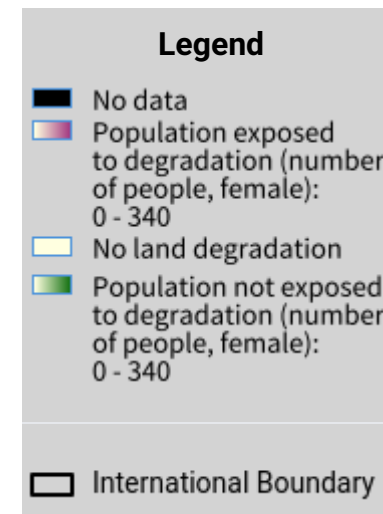 Legend
No data
Population exposed
to degradation (number
of people, female):
0 - 340
No land degradation
Population not exposed
to degradation (number
of people, female):
0 - 340
International Boundary